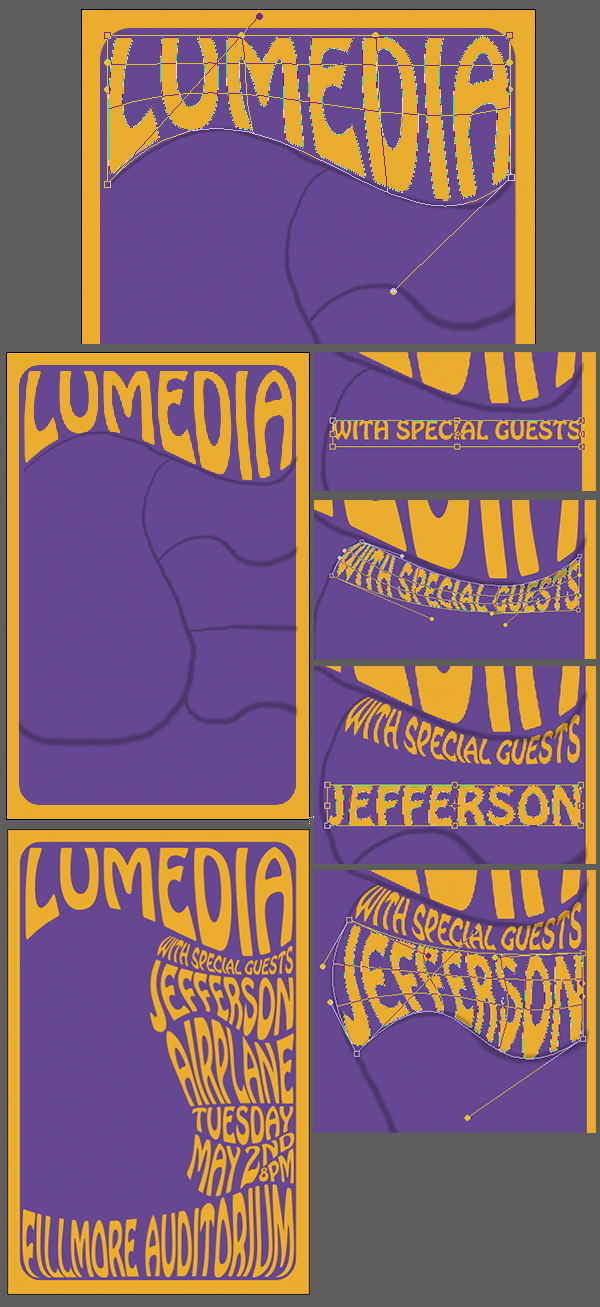 LUMEDIA
LUMEDIA
WITH SPECIAL GUESTS
WITH SPECIAL GUESTS
WITH SPECIAL GUESTS
JEFFERSON
WITH SPECIAL GUESTS
JEFFERSON
LUMEDIA
WITH SPECIAL GUESTS
JEFFERSON
AIRPLANE
TUESDAY
MAY 2ND
8PM
FILLMORE AUDITORIUM